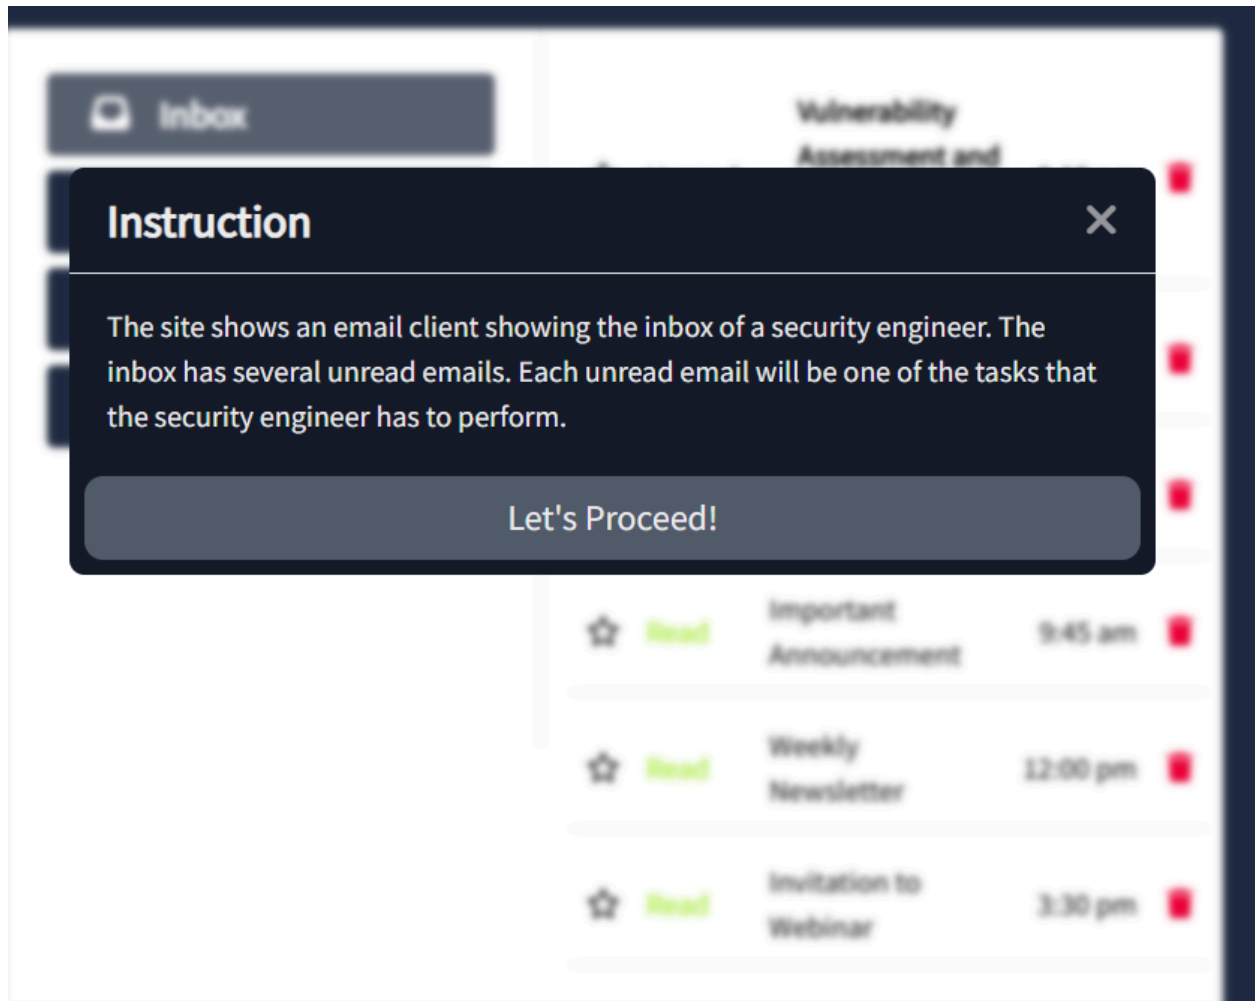 Inbox
Vulnerability
Assessment and
Instruction
The site shows an email client showing the inbox of a security engineer. The
inbox has several unread emails. Each unread email will be one of the tasks that
the security engineer has to perform.
Let's Proceed!
Read
Important
Announcement
9:45 am
Read
Weekly
Newsletter
12:00 pm
Read
Invitation to
Webinar
3:30 pm